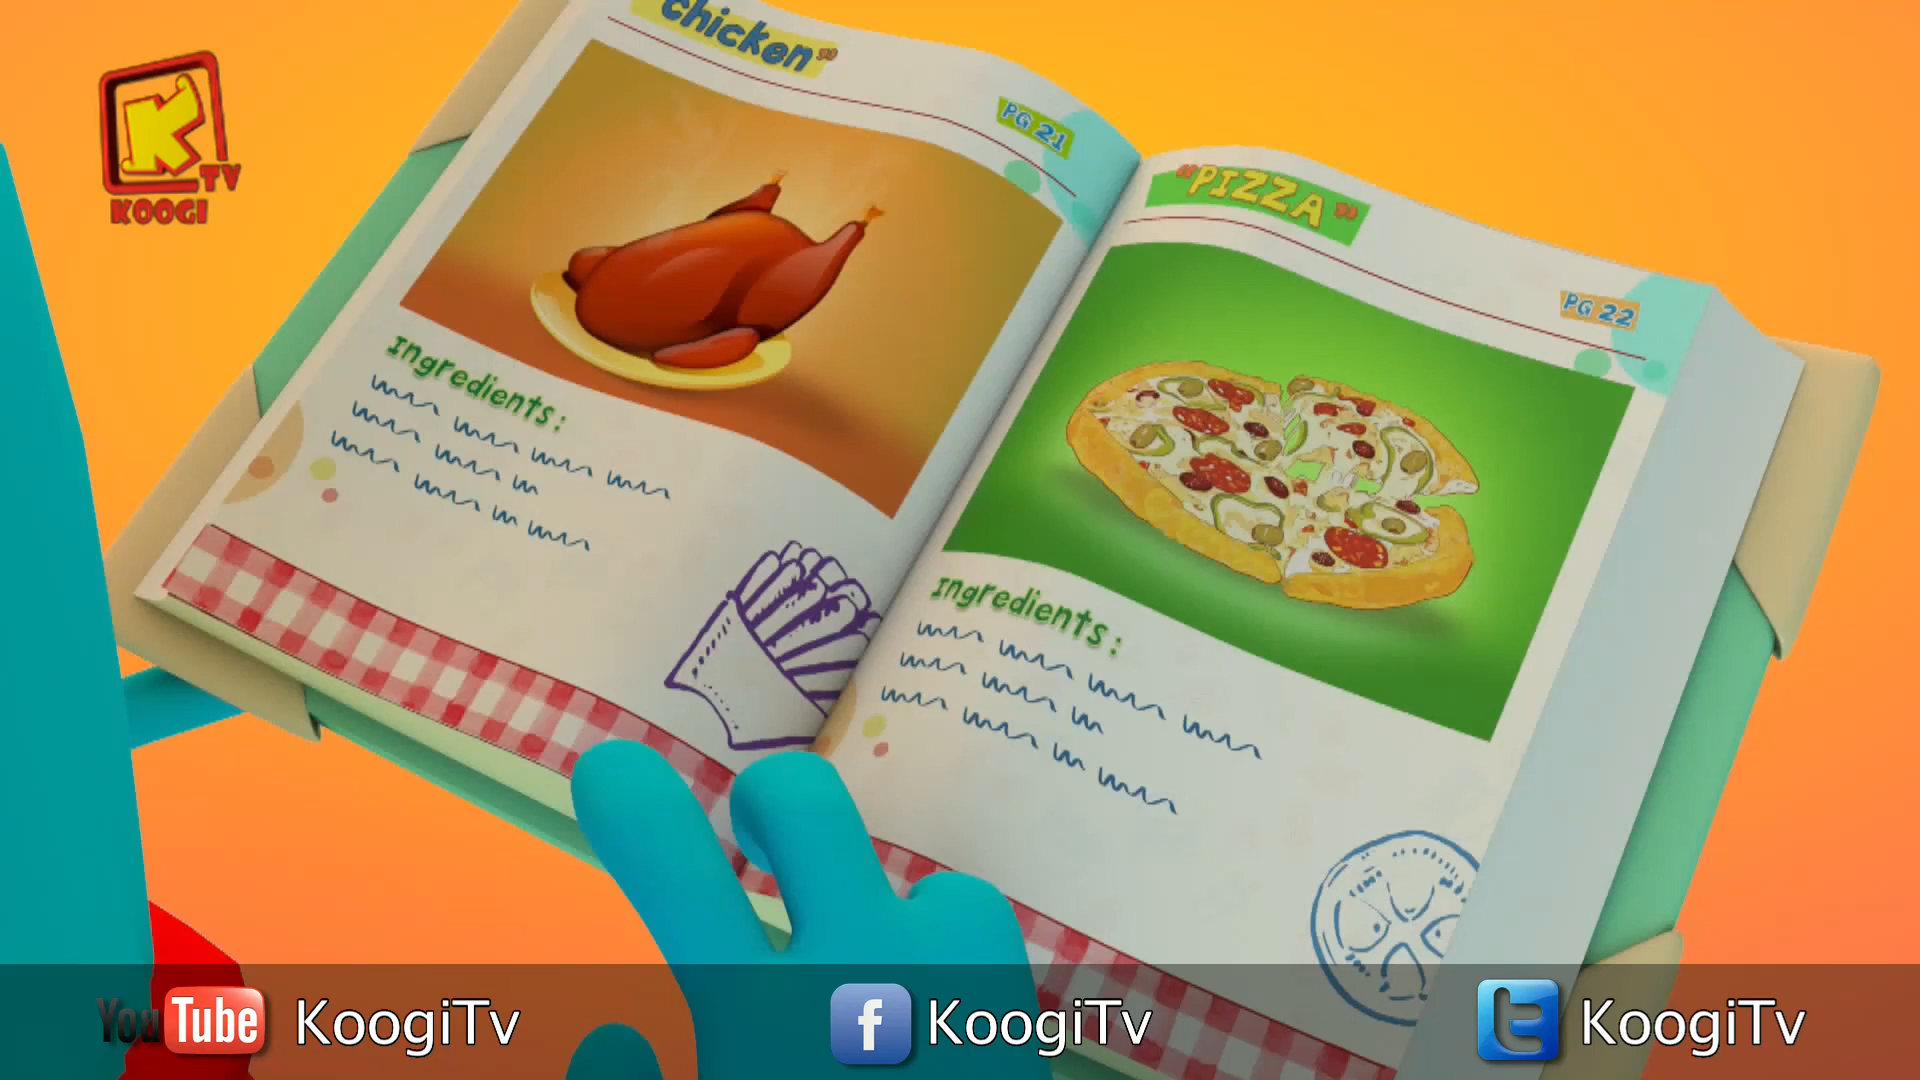 chicken”
PG 21
Ingredients:
“PIZZA”
PG 22
Ingredients:
K
TV
KOOGI
YouTube KoogiTv
f KoogiTv
t KoogiTv